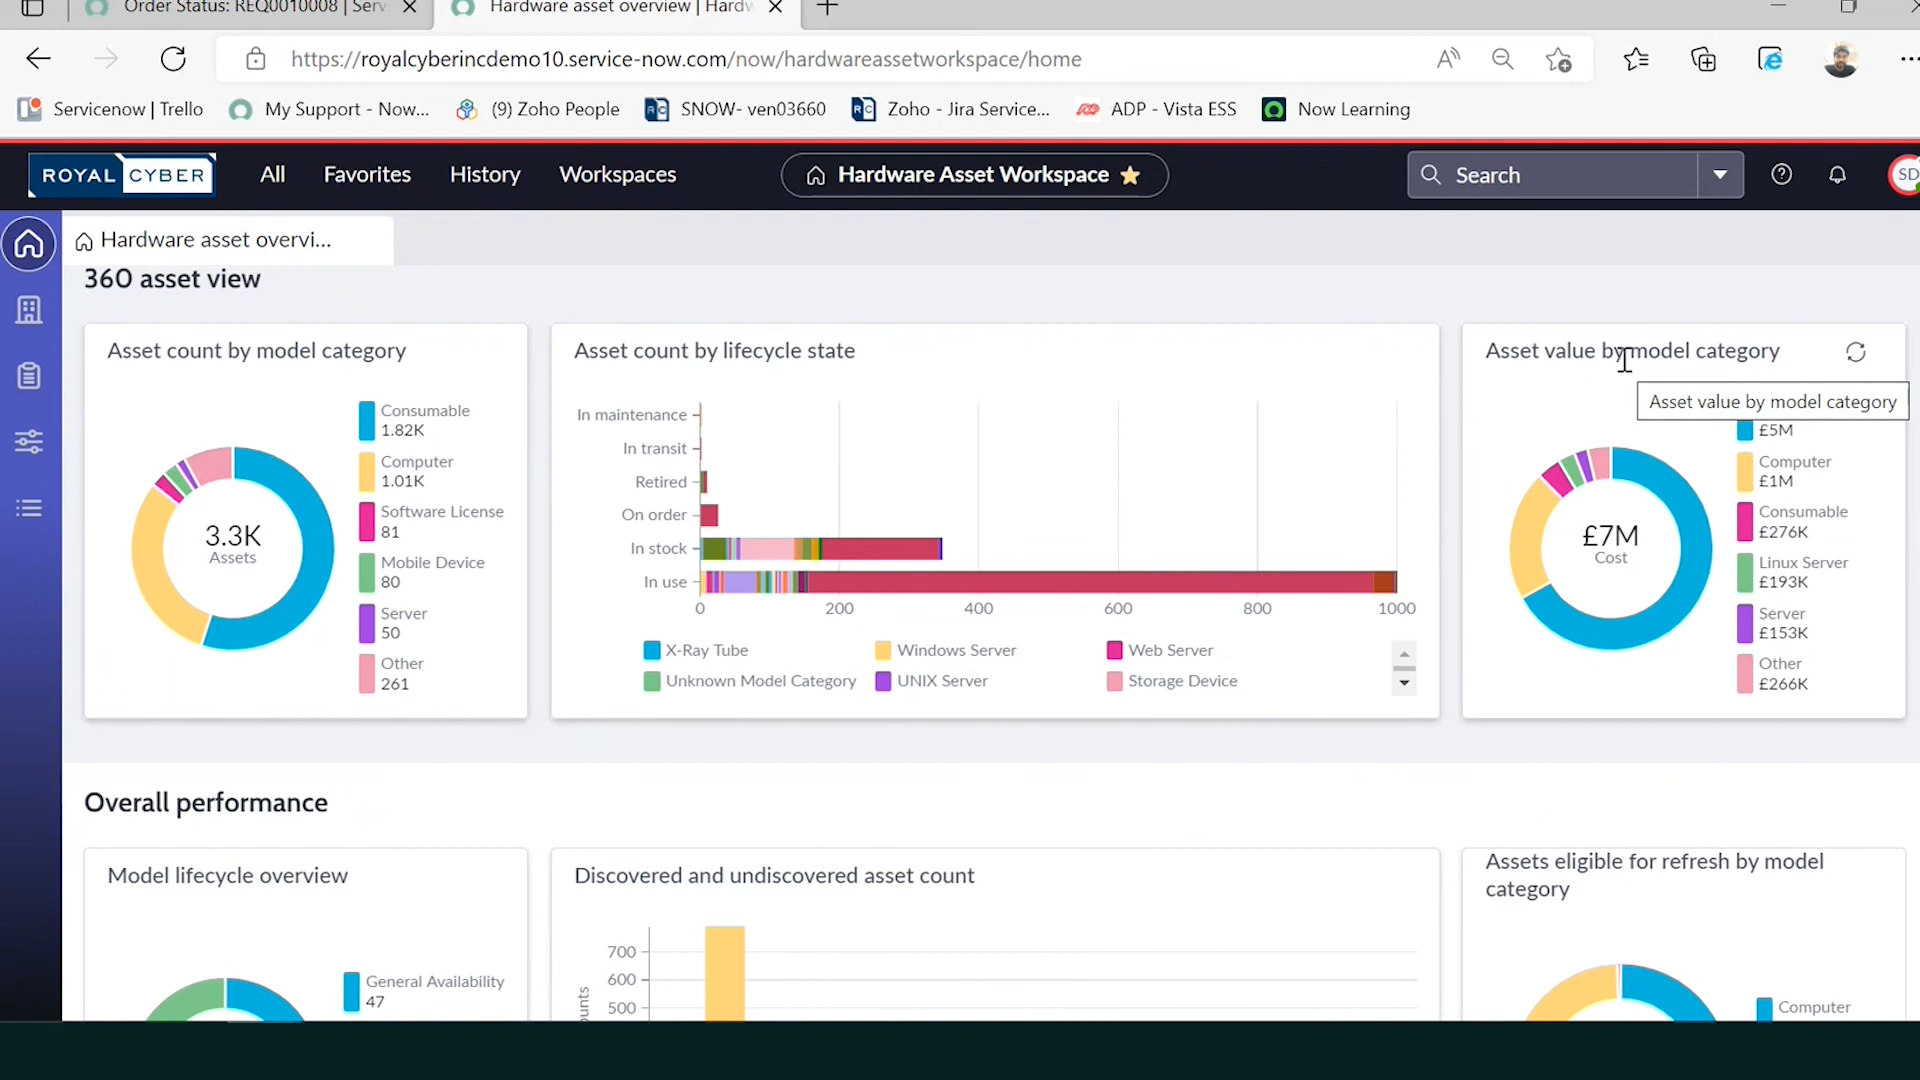 Order Status: REQ0010008 | Serv
Hardware asset overview | Hardw
https://royalcyberincdemo10.service-now.com/now/hardwareassetworkspace/home
Servicenow | Trello
My Support - Now...
(9) Zoho People
SNOW- ven03660
Zoho - Jira Service...
ADP - Vista ESS
Now Learning
ROYAL CYBER
All
Favorites
History
Workspaces
Hardware Asset Workspace
Search
SD
Hardware asset overvi...
360 asset view
Asset count by model category
3.3K
Assets
Consumable
1.82K
Computer
1.01K
Software License
81
Mobile Device
80
Server
50
Other
261
Asset count by lifecycle state
In maintenance
In transit
Retired
On order
In stock
In use
0 200 400 600 800 1000
X-Ray Tube Windows Server Web Server
Unknown Model Category UNIX Server Storage Device
Asset value by model category
Asset value by model category
£7M
Cost
£5M
Computer
£1M
Consumable
£276K
Linux Server
£193K
Server
£153K
Other
£266K
Overall performance
Model lifecycle overview
General Availability
47
Discovered and undiscovered asset count
700
600
500
Assets eligible for refresh by model
category
Computer